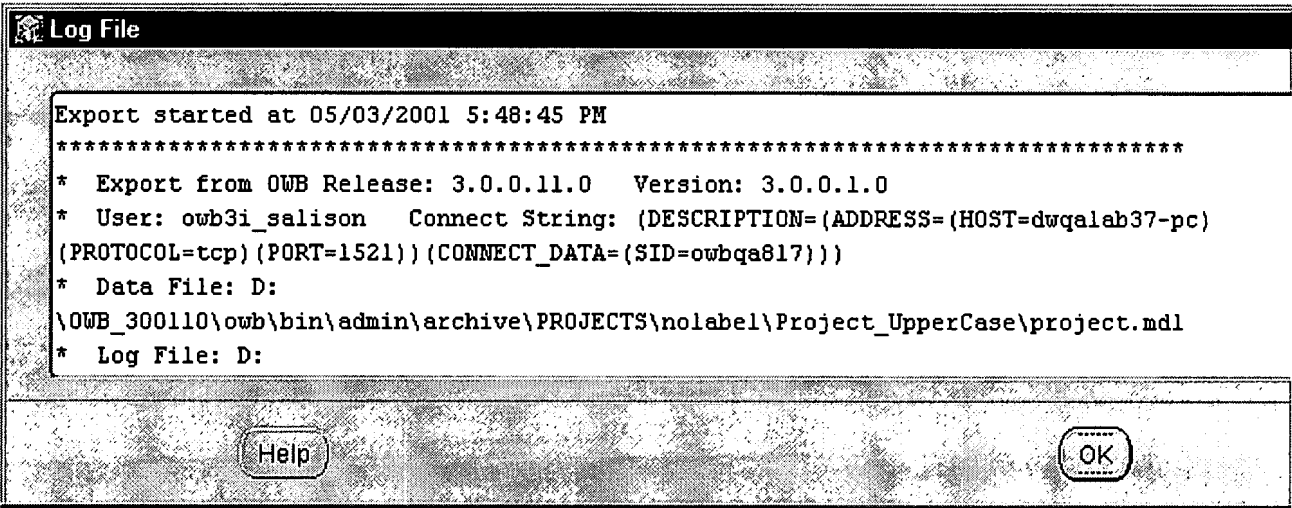 Log File
Export started at 05/03/2001 5:48:45 PM
********************************************************************************
*  Export from OWB Release: 3.0.0.11.0   Version: 3.0.0.1.0
*  User: owb3i_salison   Connect String: (DESCRIPTION=(ADDRESS=(HOST=dwqalab37-pc)
(PROTOCOL=tcp)(PORT=1521))(CONNECT_DATA=(SID=owbqa817)))
*  Data File: D:
\OWB_300110\owb\bin\admin\archive\PROJECTS\nolabel\Project_UpperCase\project.mdl
*  Log File: D:
Help OK